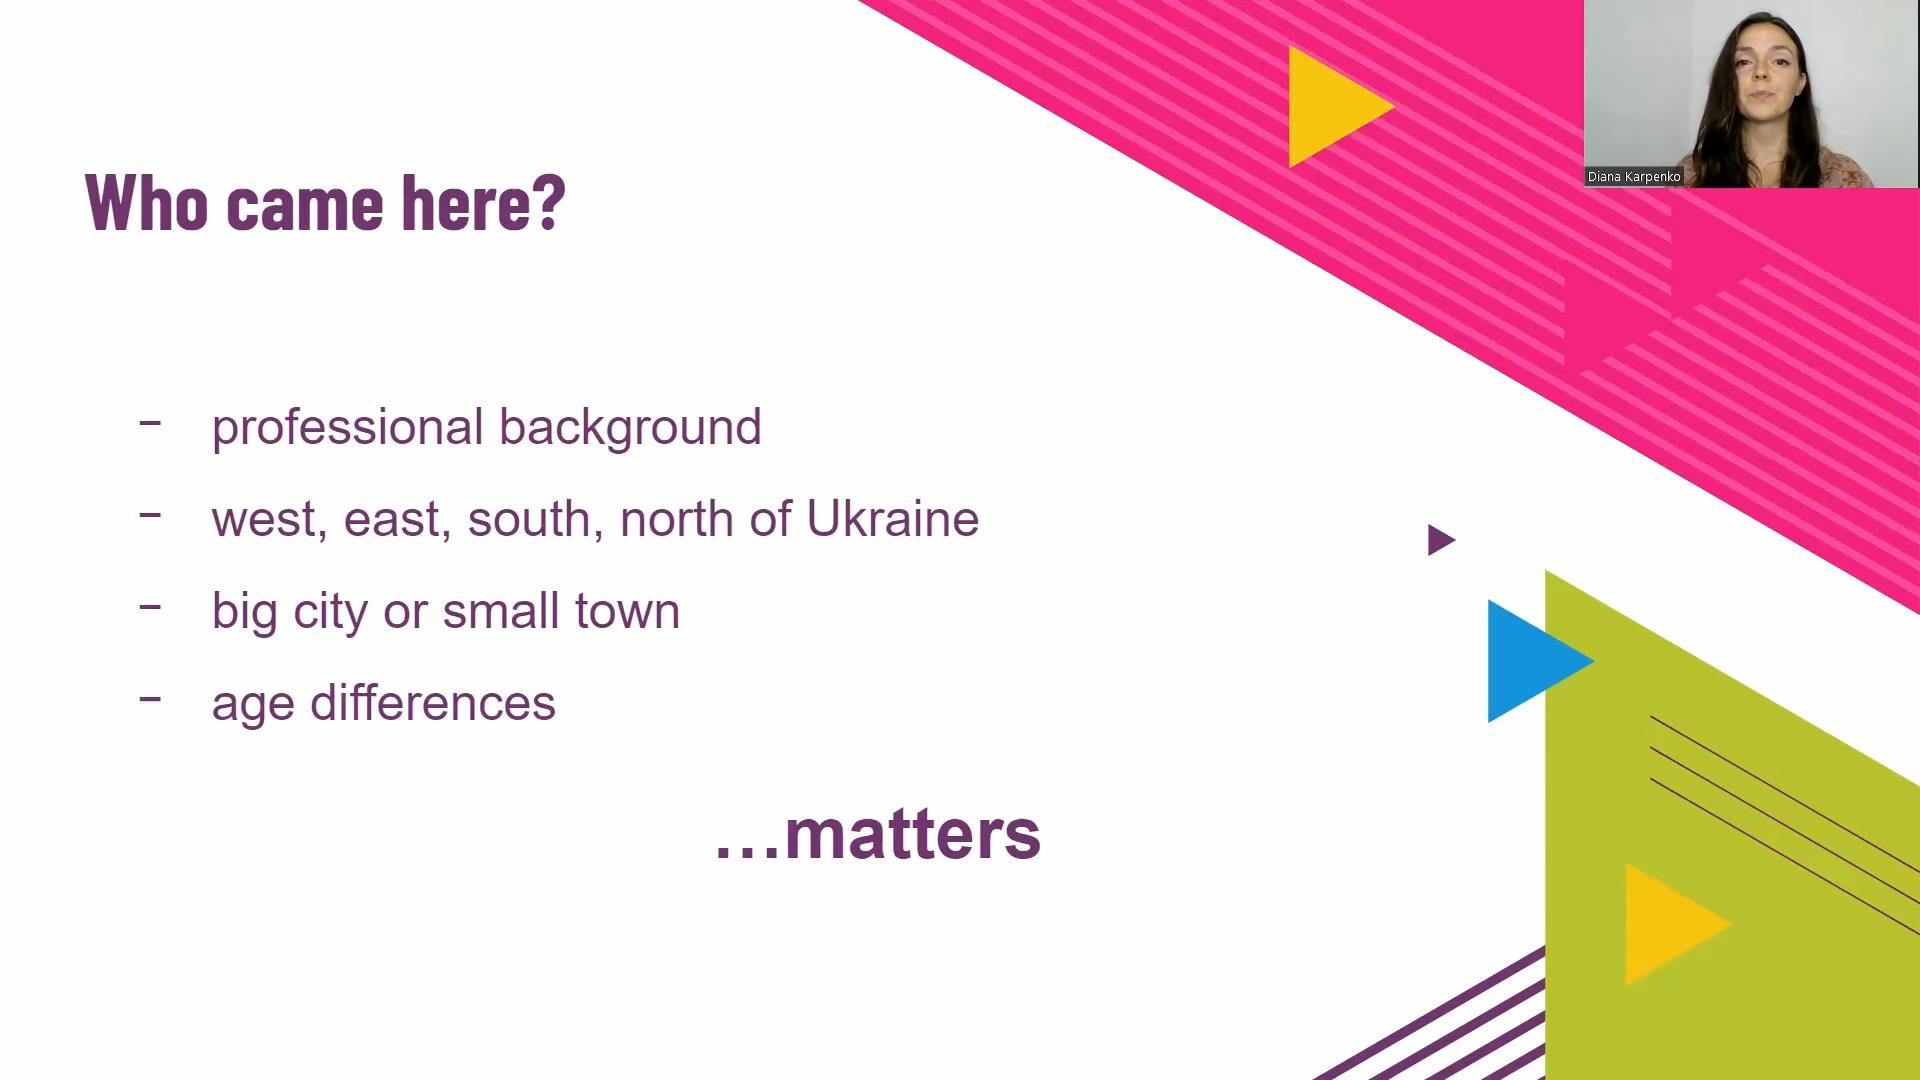 Diana Karpenko
Who came here?
− professional background
− west, east, south, north of Ukraine
− big city or small town
− age differences
…matters